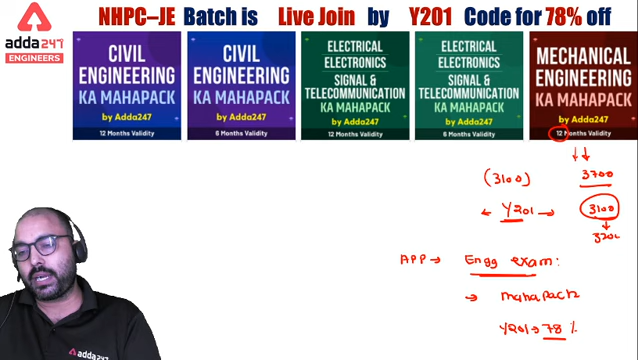 NHPC–JE Batch is Live Join by Y201 Code for 78% off
adda247
ENGINEERS
CIVIL
ENGINEERING
KA MAHAPACK
by Adda247
12 Months Validity
CIVIL
ENGINEERING
KA MAHAPACK
by Adda247
6 Months Validity
ELECTRICAL
ELECTRONICS
SIGNAL &
TELECOMMUNICATION
KA MAHAPACK
by Adda247
12 Months Validity
ELECTRICAL
ELECTRONICS
SIGNAL &
TELECOMMUNICATION
KA MAHAPACK
by Adda247
6 Months Validity
MECHANICAL
ENGINEERING
KA MAHAPACK
by Adda247
12 Months Validity
(3100) 3700
Y201 3100
APP → Engg exam:
→ mahapack
Y201 → 78 %
adda247